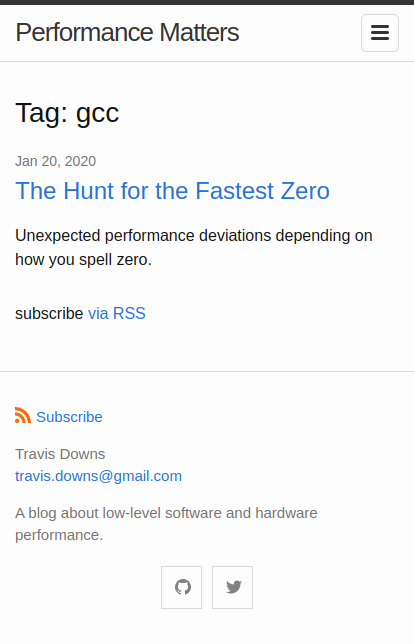 Performance Matters
Tag: gcc
Jan 20, 2020
The Hunt for the Fastest Zero
Unexpected performance deviations depending on
how you spell zero.
subscribe via RSS
Subscribe
Travis Downs
travis.downs@gmail.com
A blog about low-level software and hardware
performance.